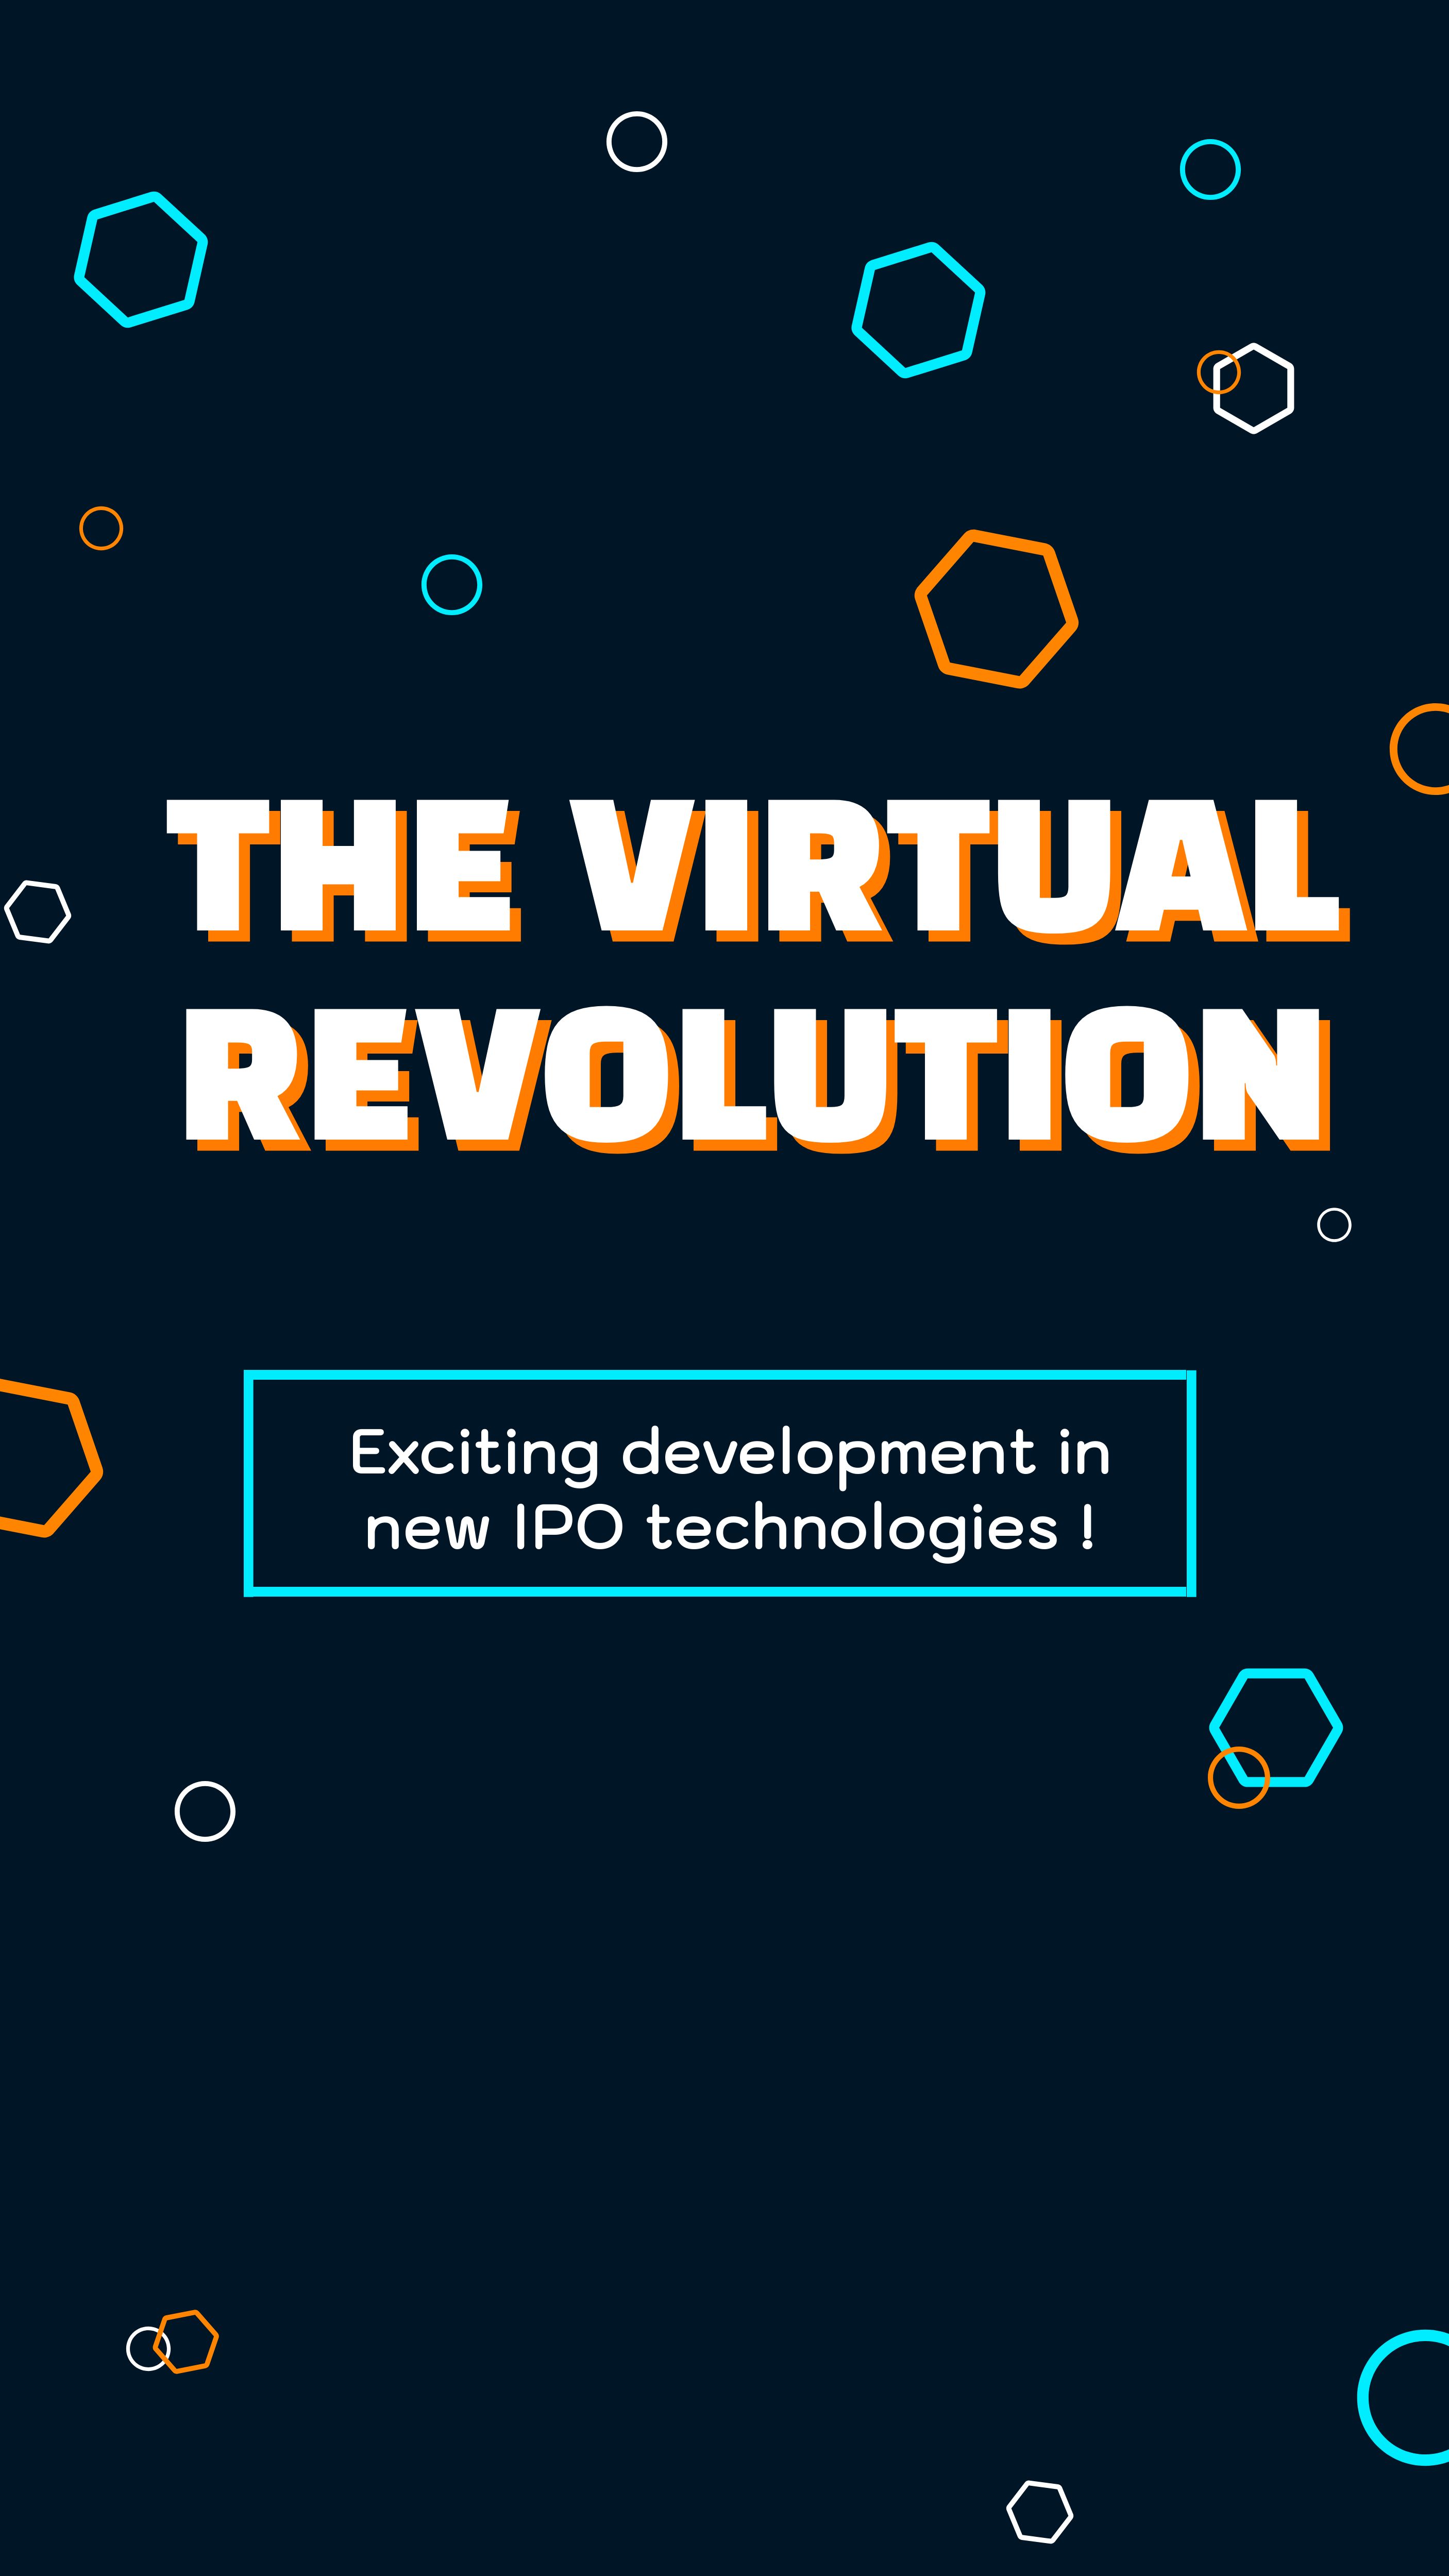 THE VIRTUAL
REVOLUTION
Exciting development in
new IPO technologies !